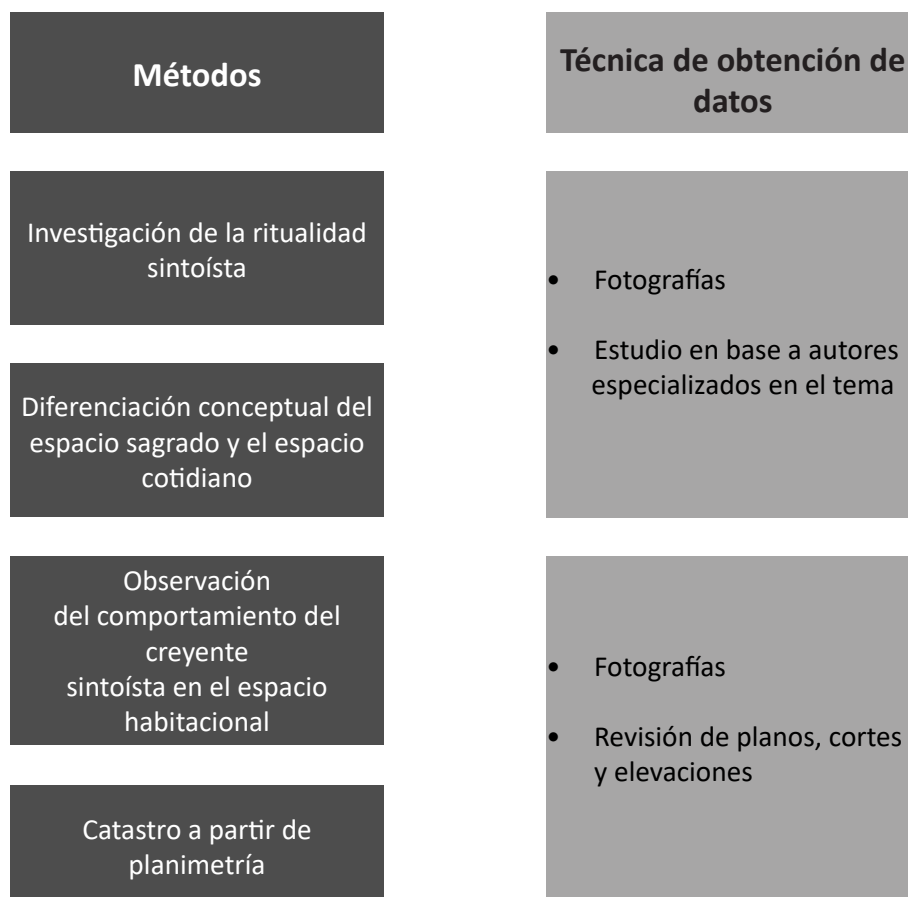 Métodos
Técnica de obtención de
datos
Investigación de la ritualidad
sintoísta
Diferenciación conceptual del
espacio sagrado y el espacio
cotidiano
• Fotografías
• Estudio en base a autores
especializados en el tema
Observación
del comportamiento del
creyente
sintoísta en el espacio
habitacional
Catastro a partir de
planimetría
• Fotografías
• Revisión de planos, cortes
y elevaciones